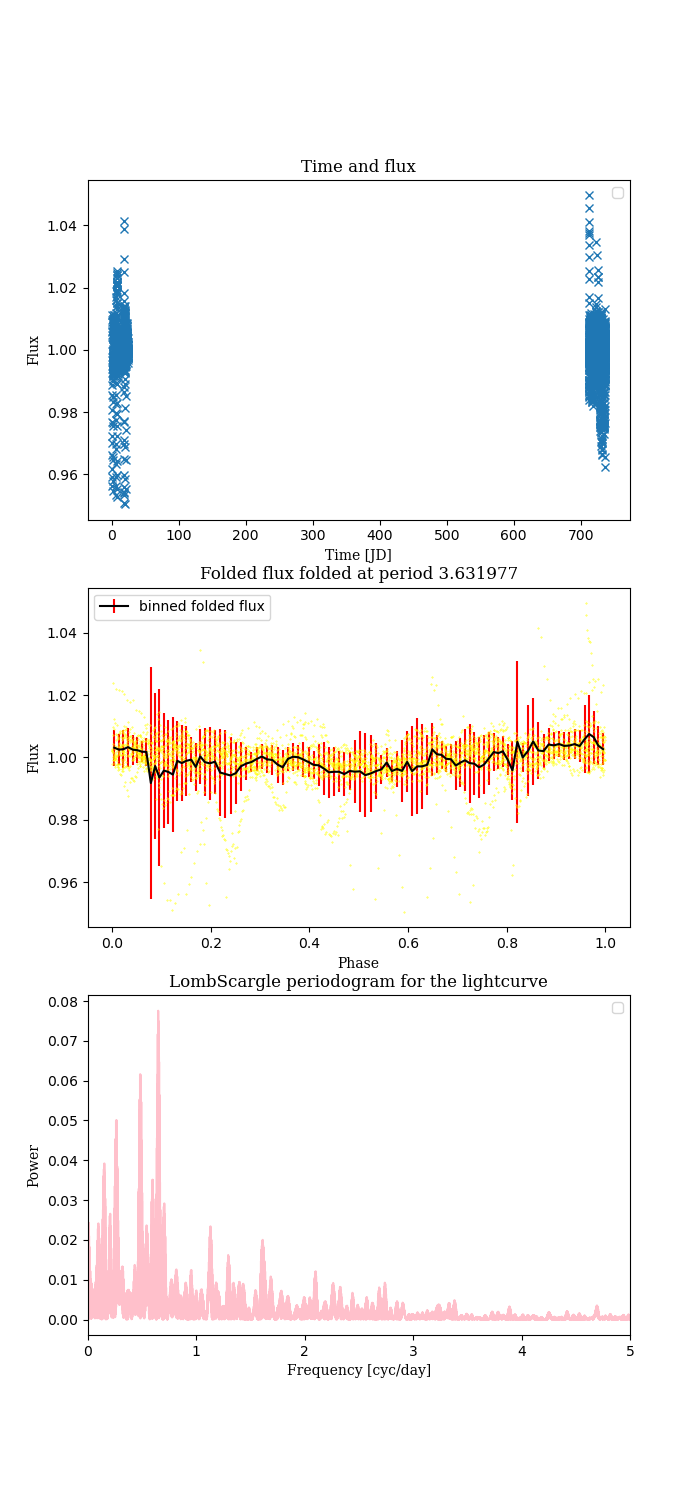 Time and flux
1.04
1.02
1.00
0.98
0.96
Flux
0 100 200 300 400 500 600 700
Time [JD]
Folded flux folded at period 3.631977
binned folded flux
1.04
1.02
1.00
0.98
0.96
Flux
0.0 0.2 0.4 0.6 0.8 1.0
Phase
LombScargle periodogram for the lightcurve
0.08
0.07
0.06
0.05
0.04
0.03
0.02
0.01
0.00
Power
0 1 2 3 4 5
Frequency [cyc/day]